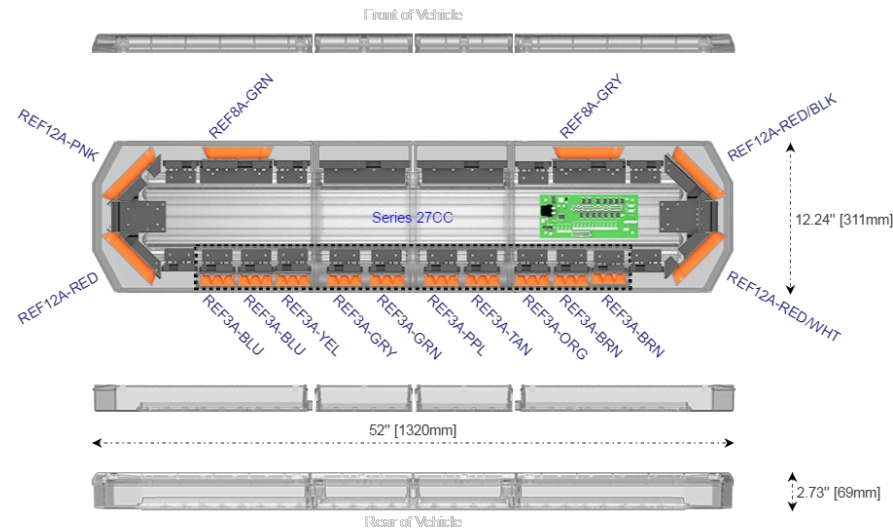 Front of Vehicle
REF8A-GRN
REF8A-GRY
REF12A-PNK
REF12A-RED/BLK
Series 27CC
12.24" [311mm]
REF12A-RED
REF12A-RED/WHT
REF3A-BLU
REF3A-BLU
REF3A-YEL
REF3A-GRY
REF3A-GRN
REF3A-PPL
REF3A-TAN
REF3A-ORG
REF3A-BRN
REF3A-BRN
52" [1320mm]
2.73" [69mm]
Rear of Vehicle